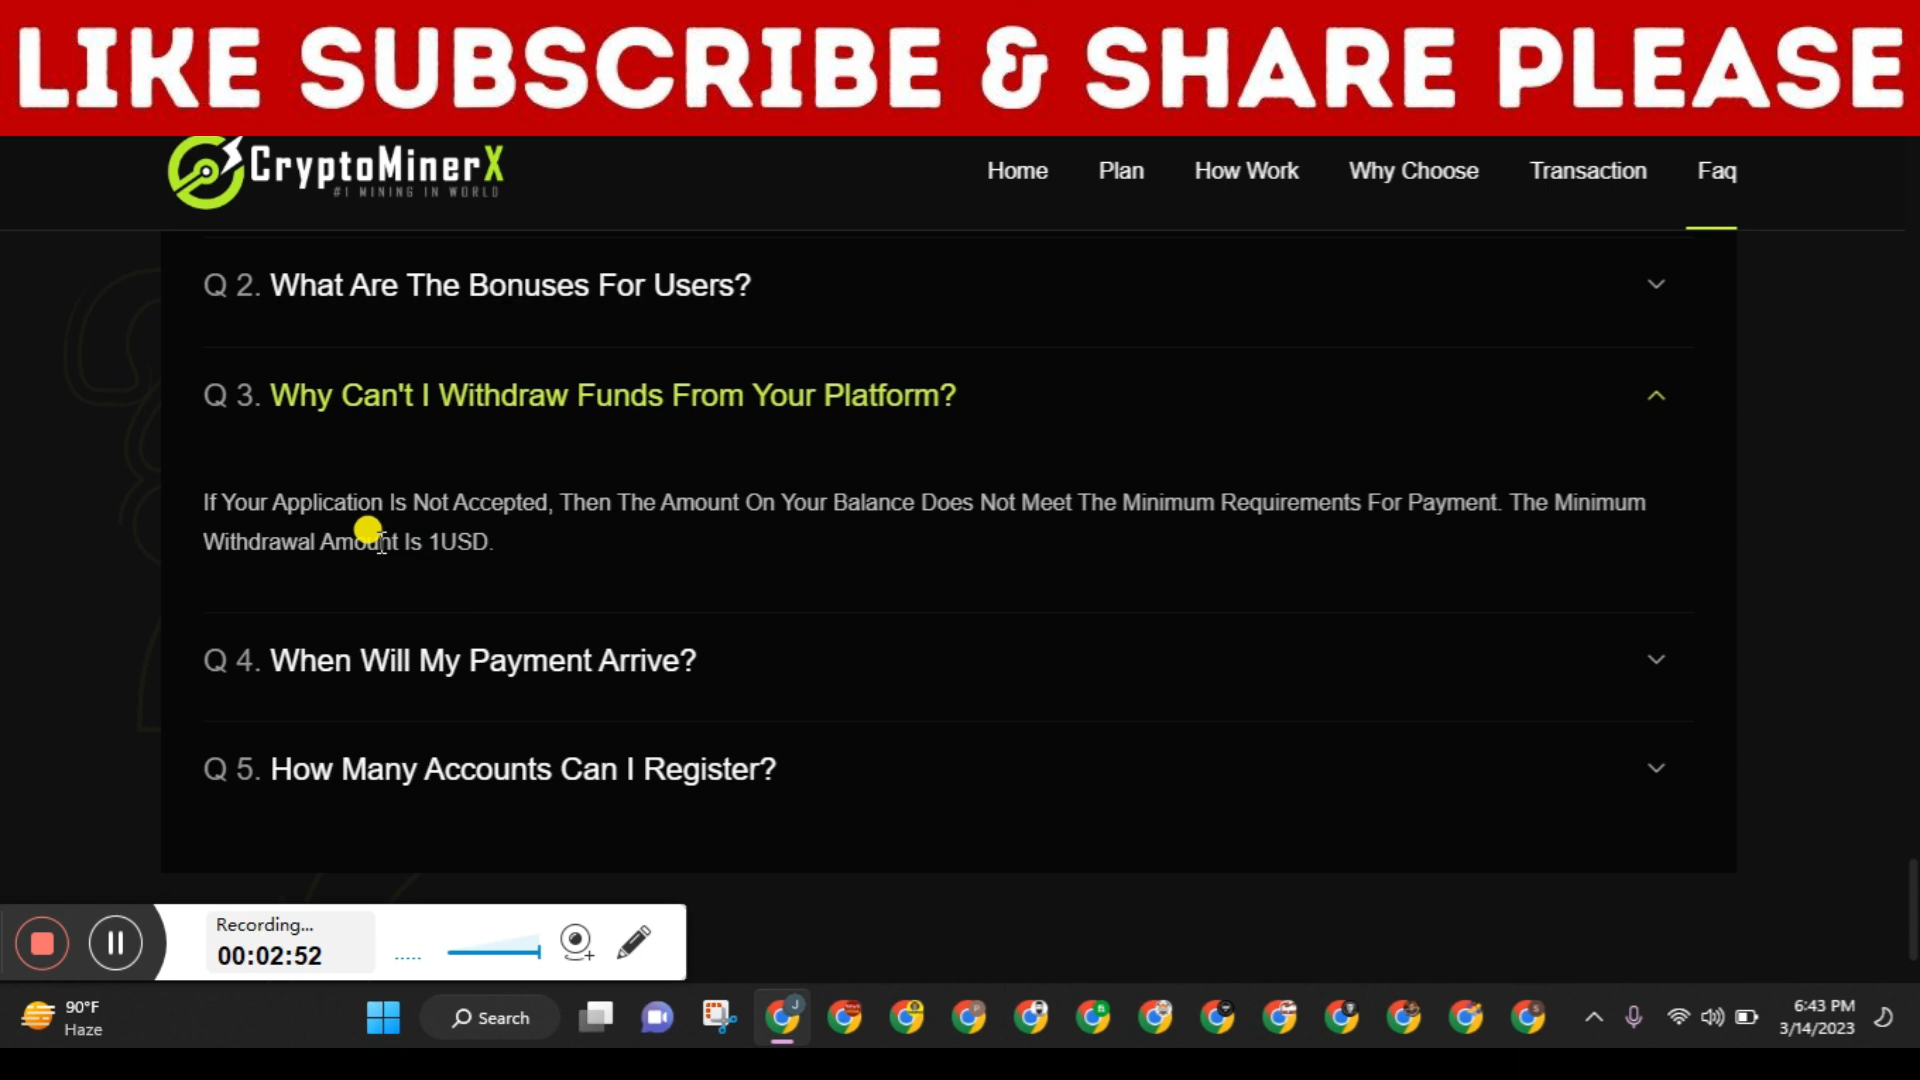 LIKE SUBSCRIBE & SHARE PLEASE
CryptoMinerX
#1 MINING IN WORLD
Home Plan How Work Why Choose Transaction Faq
Q 2. What Are The Bonuses For Users?
Q 3. Why Can't I Withdraw Funds From Your Platform?
If Your Application Is Not Accepted, Then The Amount On Your Balance Does Not Meet The Minimum Requirements For Payment. The Minimum
Withdrawal Amount Is 1USD.
Q 4. When Will My Payment Arrive?
Q 5. How Many Accounts Can I Register?
Recording...
00:02:52
90°F
Haze
Search
6:43 PM
3/14/2023